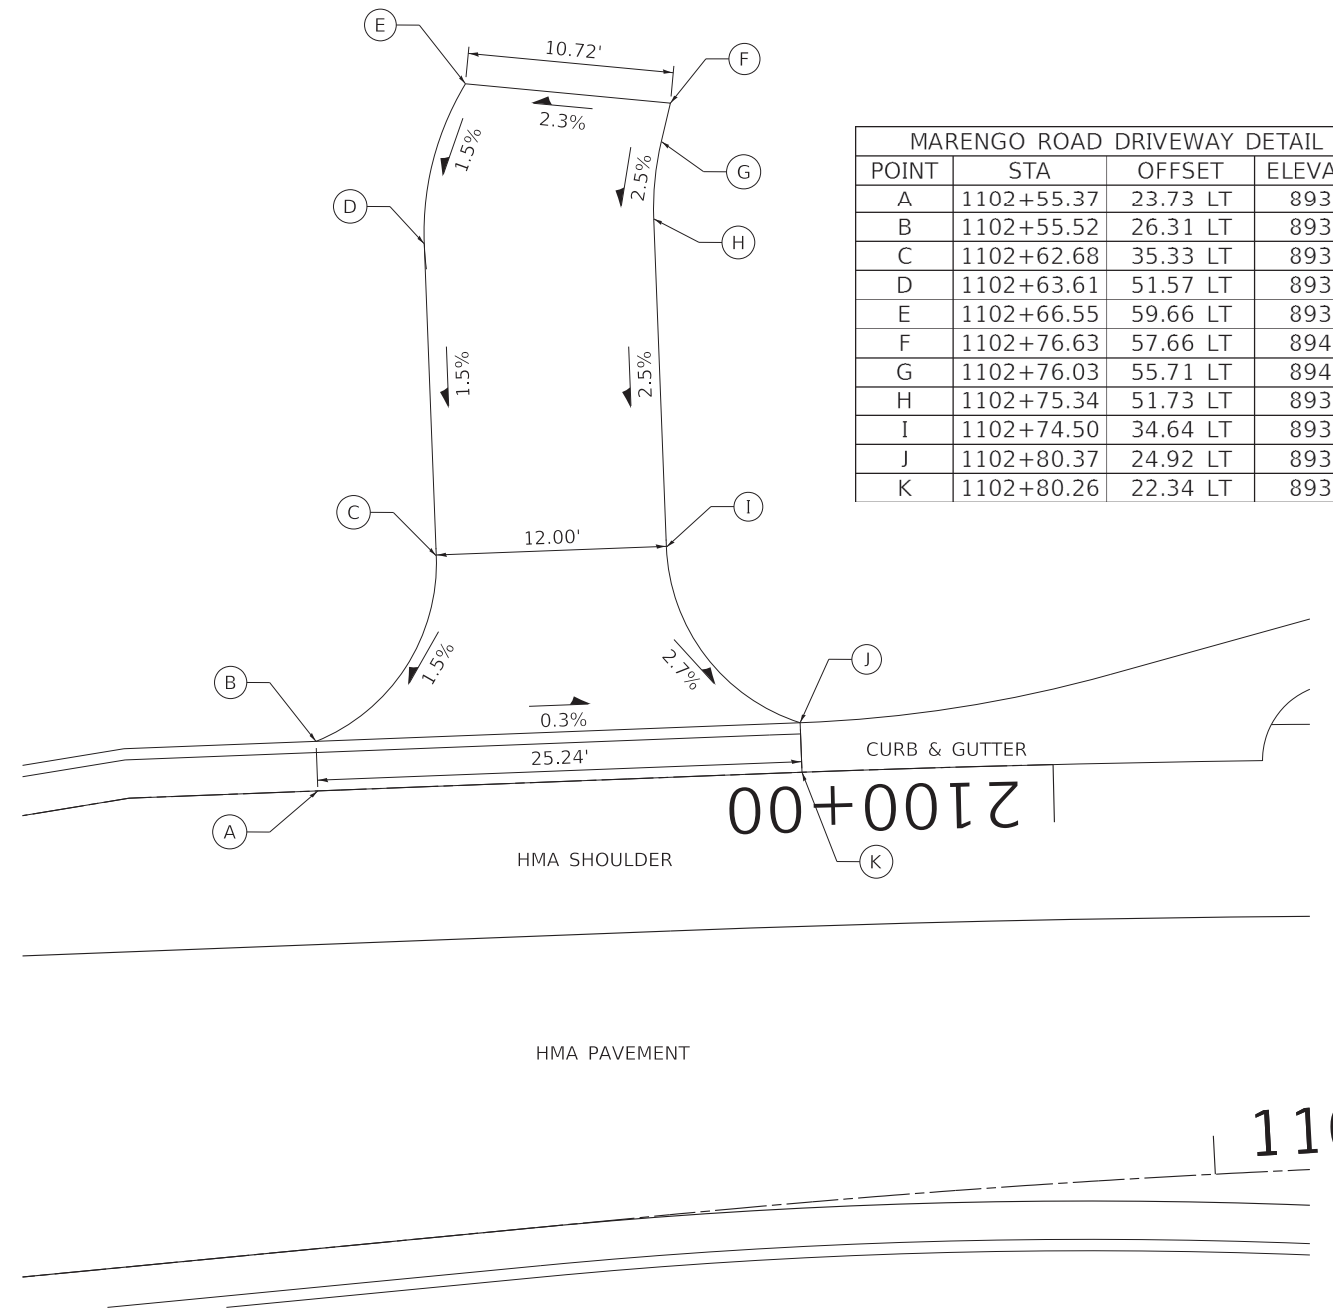 E
10.72'
F
2.3%
1.5%
2.5%
G
D
H
MARENGO ROAD DRIVEWAY DETAIL
POINT STA OFFSET ELEVA
A 1102+55.37 23.73 LT 893
B 1102+55.52 26.31 LT 893
C 1102+62.68 35.33 LT 893
D 1102+63.61 51.57 LT 893
E 1102+66.55 59.66 LT 893
F 1102+76.63 57.66 LT 894
G 1102+76.03 55.71 LT 894
H 1102+75.34 51.73 LT 893
I 1102+74.50 34.64 LT 893
J 1102+80.37 24.92 LT 893
K 1102+80.26 22.34 LT 893
1.5%
2.5%
C
12.00'
I
B
1.5%
2.7%
J
0.3%
25.24'
CURB & GUTTER
2100+00
A
HMA SHOULDER
K
HMA PAVEMENT
110